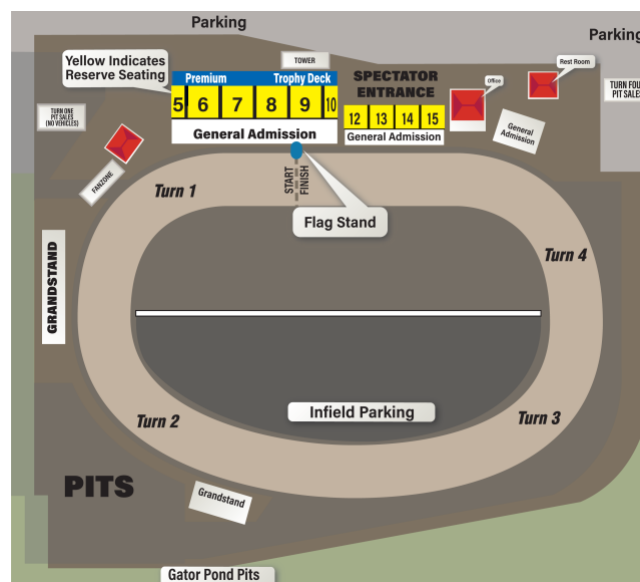 Parking
Parking
Yellow Indicates
Reserve Seating
TOWER
Premium
Trophy Deck
5 6 7 8 9 10
General Admission
SPECTATOR
ENTRANCE
12 13 14 15
General Admission
Office
Rest Room
TURN FOU
PIT SALES
General
Admission
TURN ONE
PIT SALES
(NO VEHICLES)
FANZONE
START
FINISH
Flag Stand
Turn 1
Turn 4
GRANDSTAND
Infield Parking
Turn 2
Turn 3
PITS
Grandstand
Gator Pond Pits